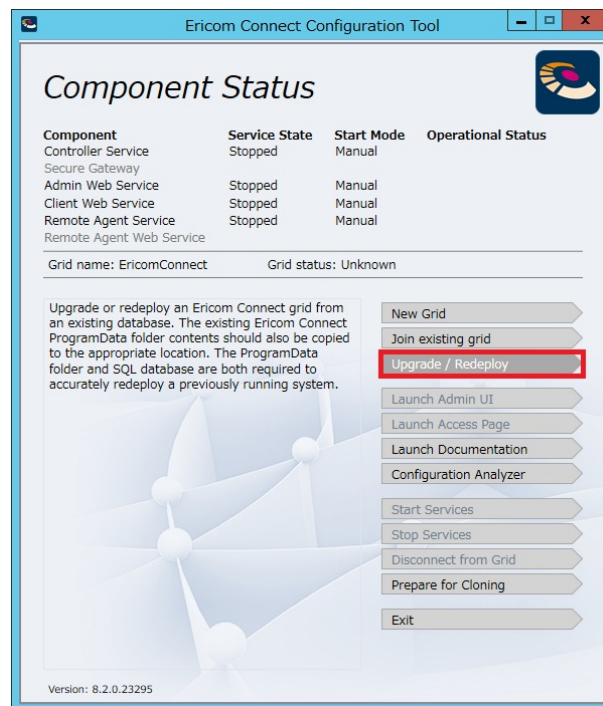 Ericom Connect Configuration Tool
Component Status
Component Service State Start Mode Operational Status
Controller Service Stopped Manual
Secure Gateway
Admin Web Service Stopped Manual
Client Web Service Stopped Manual
Remote Agent Service Stopped Manual
Remote Agent Web Service
Grid name: EricomConnect Grid status: Unknown
Upgrade or redeploy an Ericom Connect grid from
an existing database. The existing Ericom Connect
ProgramData folder contents should also be copied
to the appropriate location. The ProgramData
folder and SQL database are both required to
accurately redeploy a previously running system.
New Grid
Join existing grid
Upgrade / Redeploy
Launch Admin UI
Launch Access Page
Launch Documentation
Configuration Analyzer
Start Services
Stop Services
Disconnect from Grid
Prepare for Cloning
Exit
Version: 8.2.0.23295